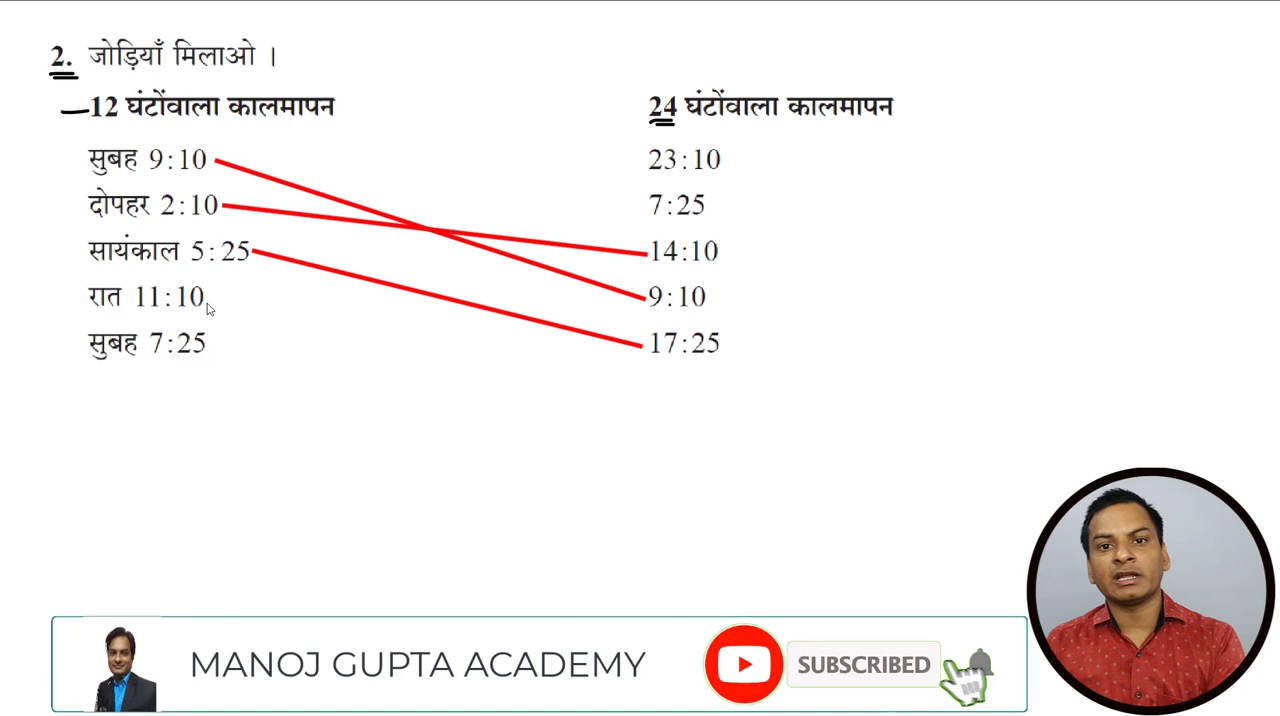 2. जोड़ियाँ मिलाओ ।
12 घंटोंवाला कालमापन 24 घंटोंवाला कालमापन
सुबह 9:10 23:10
दोपहर 2:10 7:25
सायंकाल 5:25 14:10
रात 11:10 9:10
सुबह 7:25 17:25
MANOJ GUPTA ACADEMY SUBSCRIBED